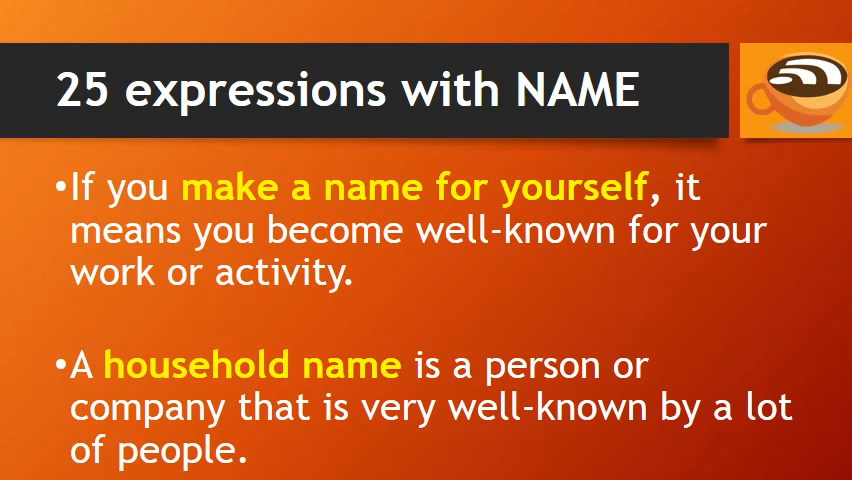 25 expressions with NAME
•If you make a name for yourself, it
means you become well-known for your
work or activity.
•A household name is a person or
company that is very well-known by a lot
of people.